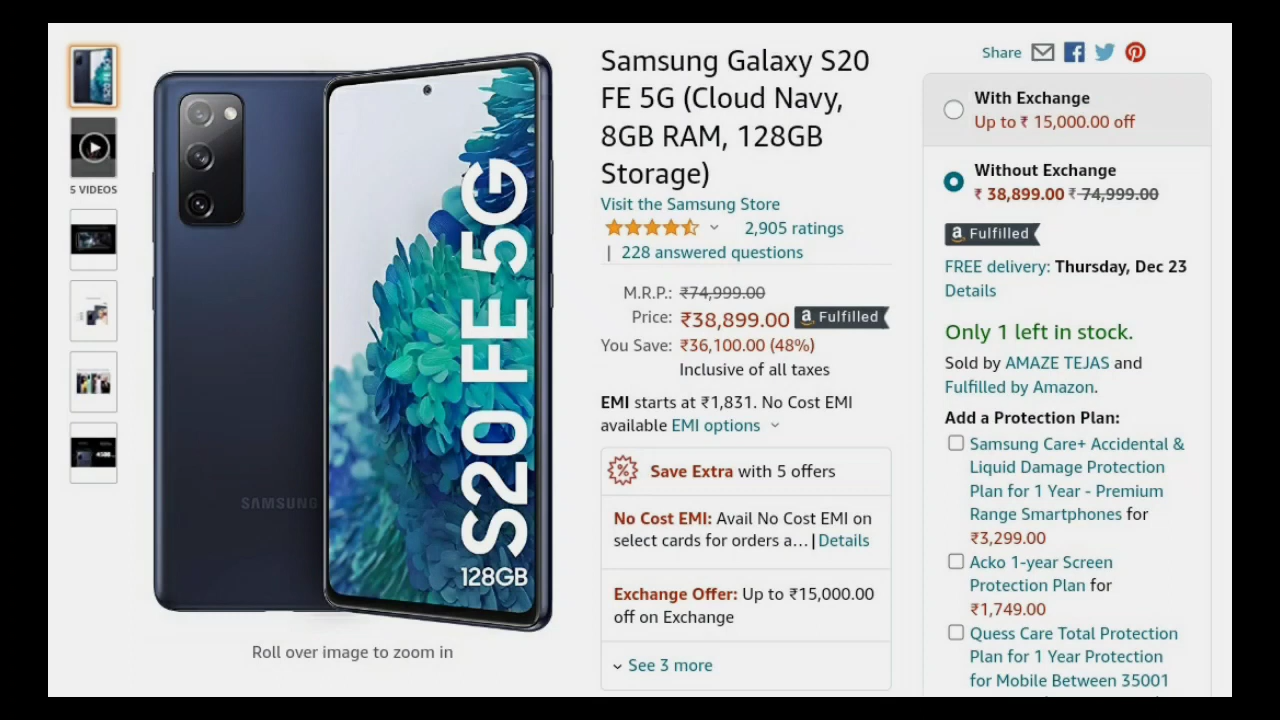 5 VIDEOS
SAMSUNG
S20 FE 5G
128GB
Roll over image to zoom in
Samsung Galaxy S20
FE 5G (Cloud Navy,
8GB RAM, 128GB
Storage)
Visit the Samsung Store
2,905 ratings
| 228 answered questions
M.R.P.: ₹74,999.00
Price: ₹38,899.00 a Fulfilled
You Save: ₹36,100.00 (48%)
Inclusive of all taxes
EMI starts at ₹1,831. No Cost EMI
available EMI options
Save Extra with 5 offers
No Cost EMI: Avail No Cost EMI on
select cards for orders a… | Details
Exchange Offer: Up to ₹15,000.00
off on Exchange
See 3 more
Share
With Exchange
Up to ₹ 15,000.00 off
Without Exchange
₹ 38,899.00 ₹ 74,999.00
a Fulfilled
FREE delivery: Thursday, Dec 23
Details
Only 1 left in stock.
Sold by AMAZE TEJAS and
Fulfilled by Amazon.
Add a Protection Plan:
Samsung Care+ Accidental &
Liquid Damage Protection
Plan for 1 Year - Premium
Range Smartphones for
₹3,299.00
Acko 1-year Screen
Protection Plan for
₹1,749.00
Quess Care Total Protection
Plan for 1 Year Protection
for Mobile Between 35001